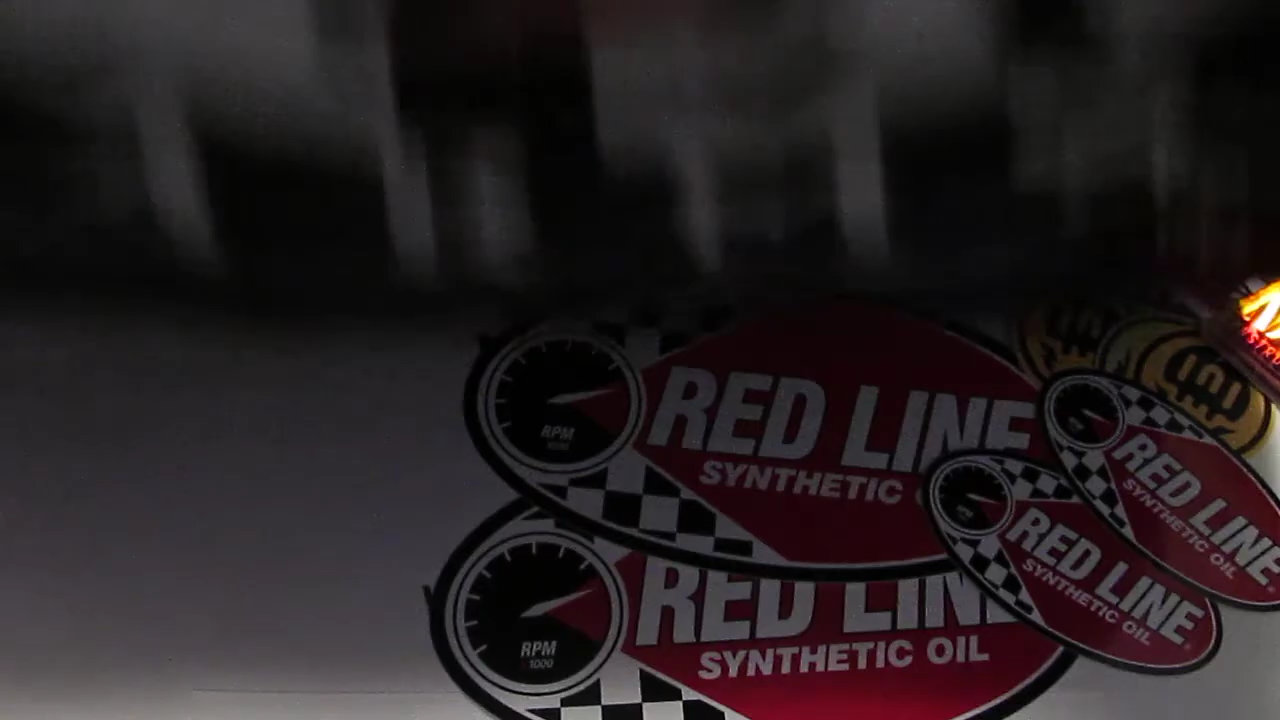 RPM
RED LINE
SYNTHETIC
RPM
1000
RED LINE
SYNTHETIC OIL
RED LINE
SYNTHETIC OIL
RED LINE
SYNTHETIC OIL